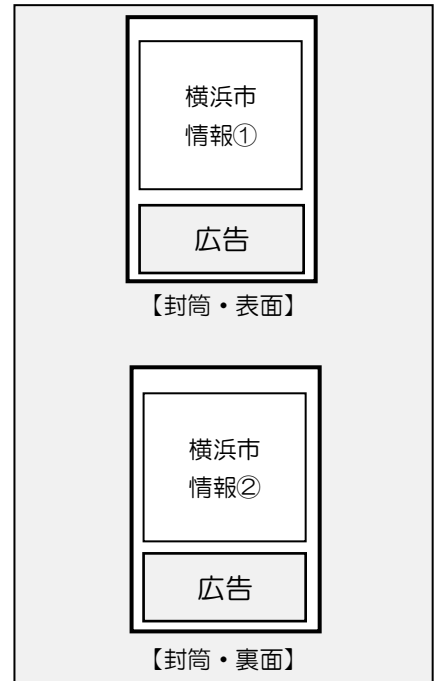 横浜市
情報①
広告
【封筒・表面】
横浜市
情報②
広告
【封筒・裏面】